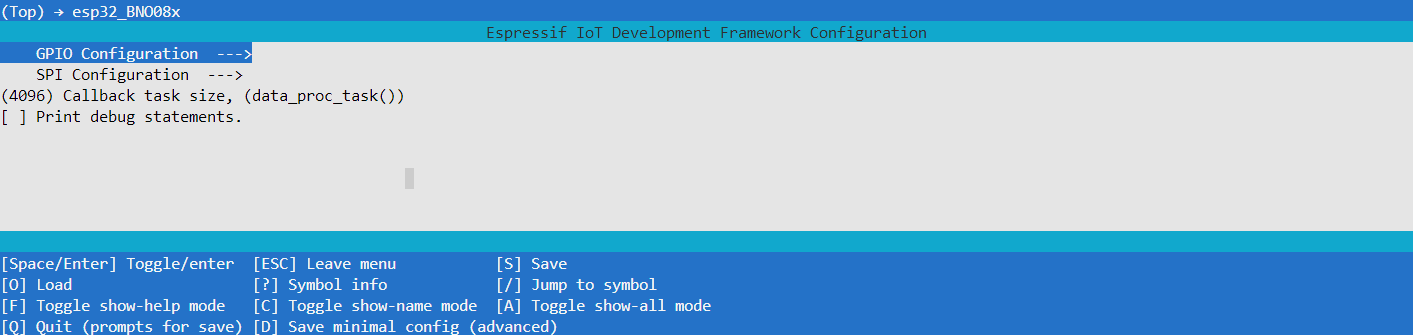 (Top) → esp32_BNO08x
Espressif IoT Development Framework Configuration
GPIO Configuration  --->
SPI Configuration  --->
(4096) Callback task size, (data_proc_task())
[ ] Print debug statements.
[Space/Enter] Toggle/enter  [ESC] Leave menu           [S] Save
[O] Load                    [?] Symbol info            [/] Jump to symbol
[F] Toggle show-help mode   [C] Toggle show-name mode  [A] Toggle show-all mode
[Q] Quit (prompts for save) [D] Save minimal config (advanced)